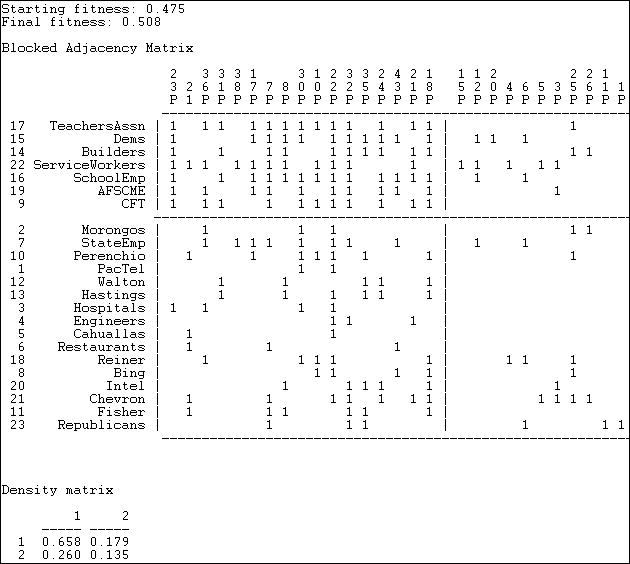 Starting fitness: 0.475
Final fitness: 0.508
Blocked Adjacency Matrix
2 3 3 3 1 3 1 2 3 3 2 4 2 1 1 1 2 2 2 1
3 2 6 1 8 7 7 8 0 0 2 2 5 4 3 1 8 5 2 0 4 6 5 3 5 6 1 1
P 1 P P P P P P P P P P P P P P P P P P P P P P P P P P
17 TeachersAssn | 1 1 1 1 1 1 1 1 1 1 1 1 1 | 1
15 Dems | 1 1 1 1 1 1 1 1 1 1 1 | 1 1 1
14 Builders | 1 1 1 1 1 1 1 1 1 1 | 1 1
22 ServiceWorkers | 1 1 1 1 1 1 1 1 1 1 1 | 1 1 1 1 1
16 SchoolEmp | 1 1 1 1 1 1 1 1 1 1 1 1 1 | 1 1
19 AFSCME | 1 1 1 1 1 1 1 1 1 1 | 1
9 CFT | 1 1 1 1 1 1 1 1 1 1 1 |
2 Morongos | 1 1 1 | 1 1
7 StateEmp | 1 1 1 1 1 1 1 1 | 1 1
10 Perenchio | 1 1 1 1 1 1 1 | 1
1 PacTel | 1 1 |
12 Walton | 1 1 1 1 1 |
13 Hastings | 1 1 1 1 1 1 |
3 Hospitals | 1 1 1 1 |
4 Engineers | 1 1 1 |
5 Cahuallas | 1 1 |
6 Restaurants | 1 1 1 |
18 Reiner | 1 1 1 1 1 | 1 1 1
8 Bing | 1 1 1 1 | 1
20 Intel | 1 1 1 1 1 | 1
21 Chevron | 1 1 1 1 1 1 1 | 1 1 1 1
11 Fisher | 1 1 1 1 1 1 |
23 Republicans | 1 1 1 | 1 1 1
Density matrix
1 2
----- -----
1 0.658 0.179
2 0.260 0.135